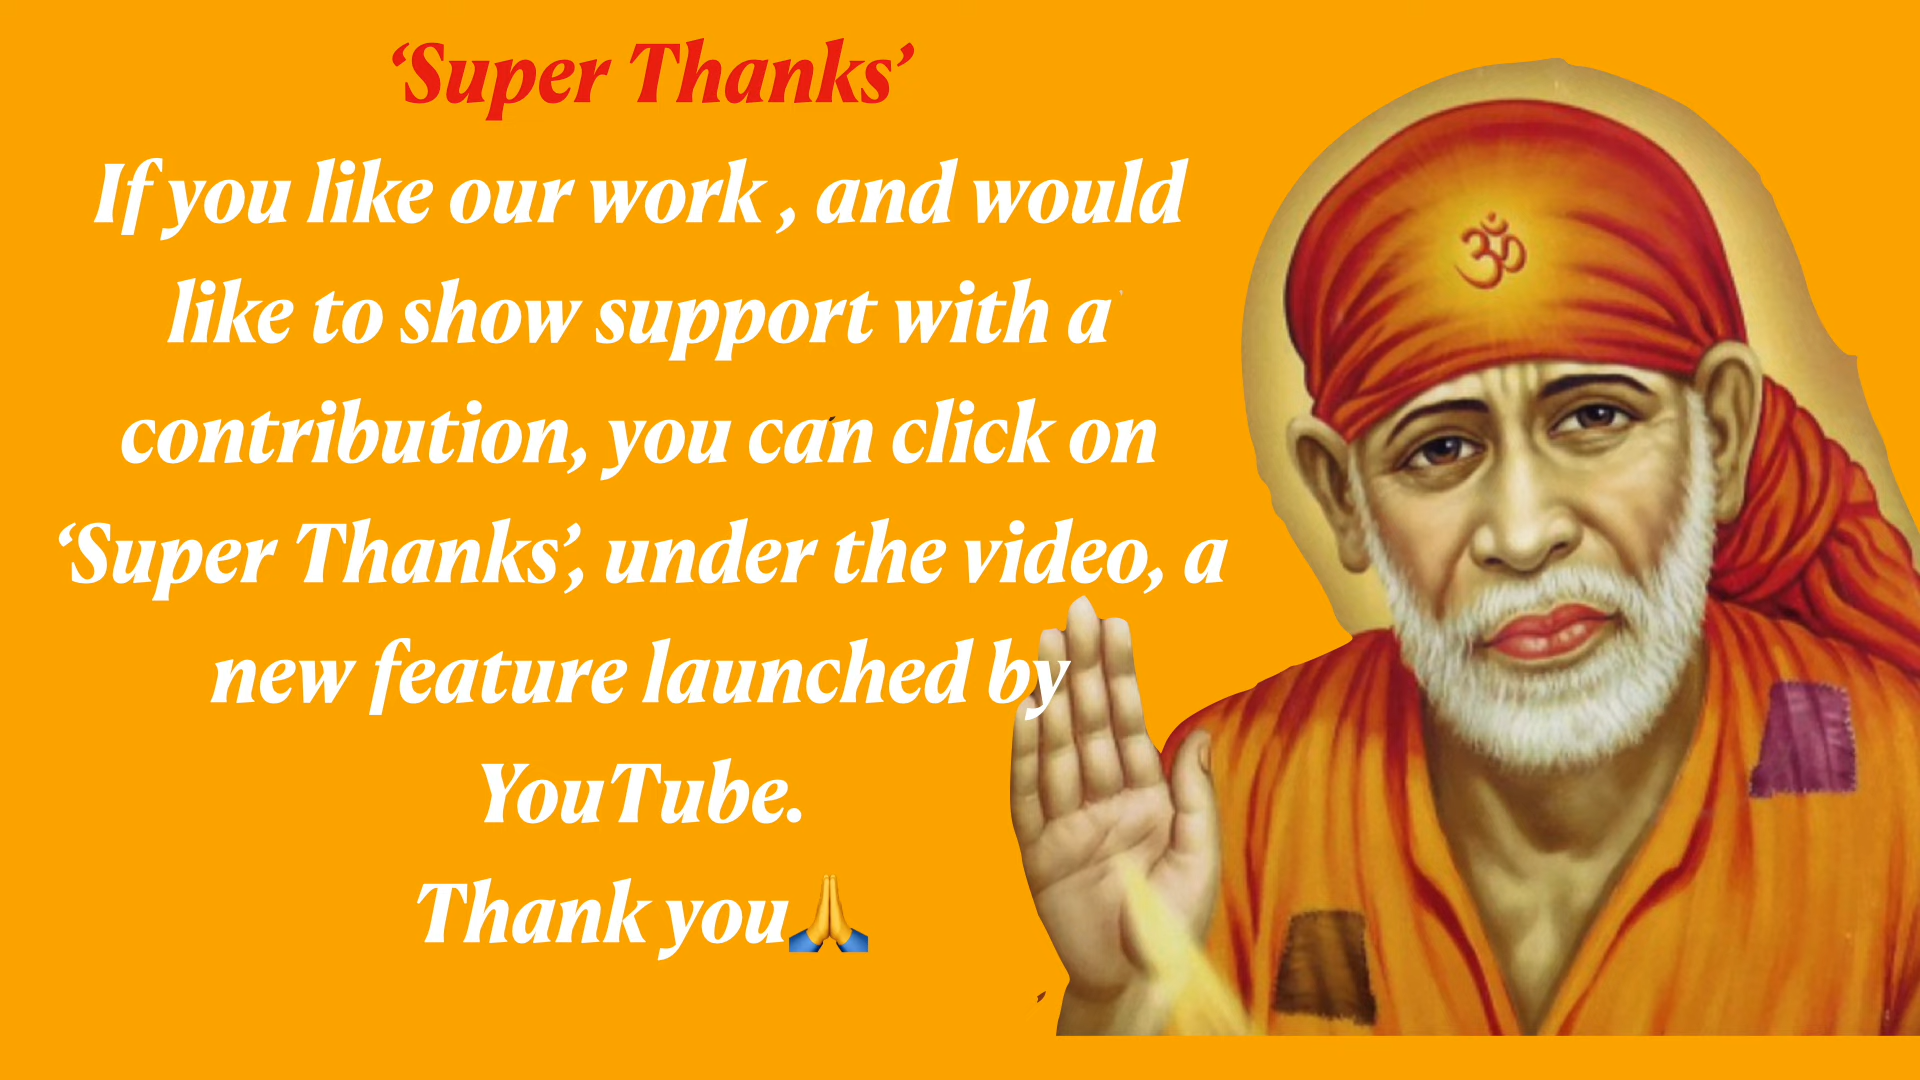 ‘Super Thanks’
If you like our work , and would
like to show support with a
contribution, you can click on
‘Super Thanks’, under the video, a
new feature launched by
YouTube.
Thank you🙏
ॐ